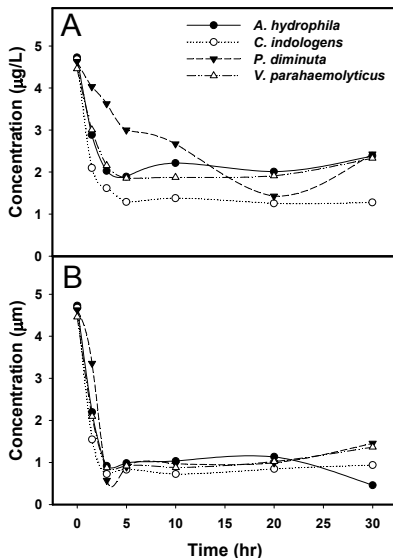 A
A. hydrophila
C. indologens
P. diminuta
V. parahaemolyticus
Concentration (µg/L)
5
4
3
2
1
0
B
Concentration (µm)
5
4
3
2
1
0
0 5 10 15 20 25 30
Time (hr)